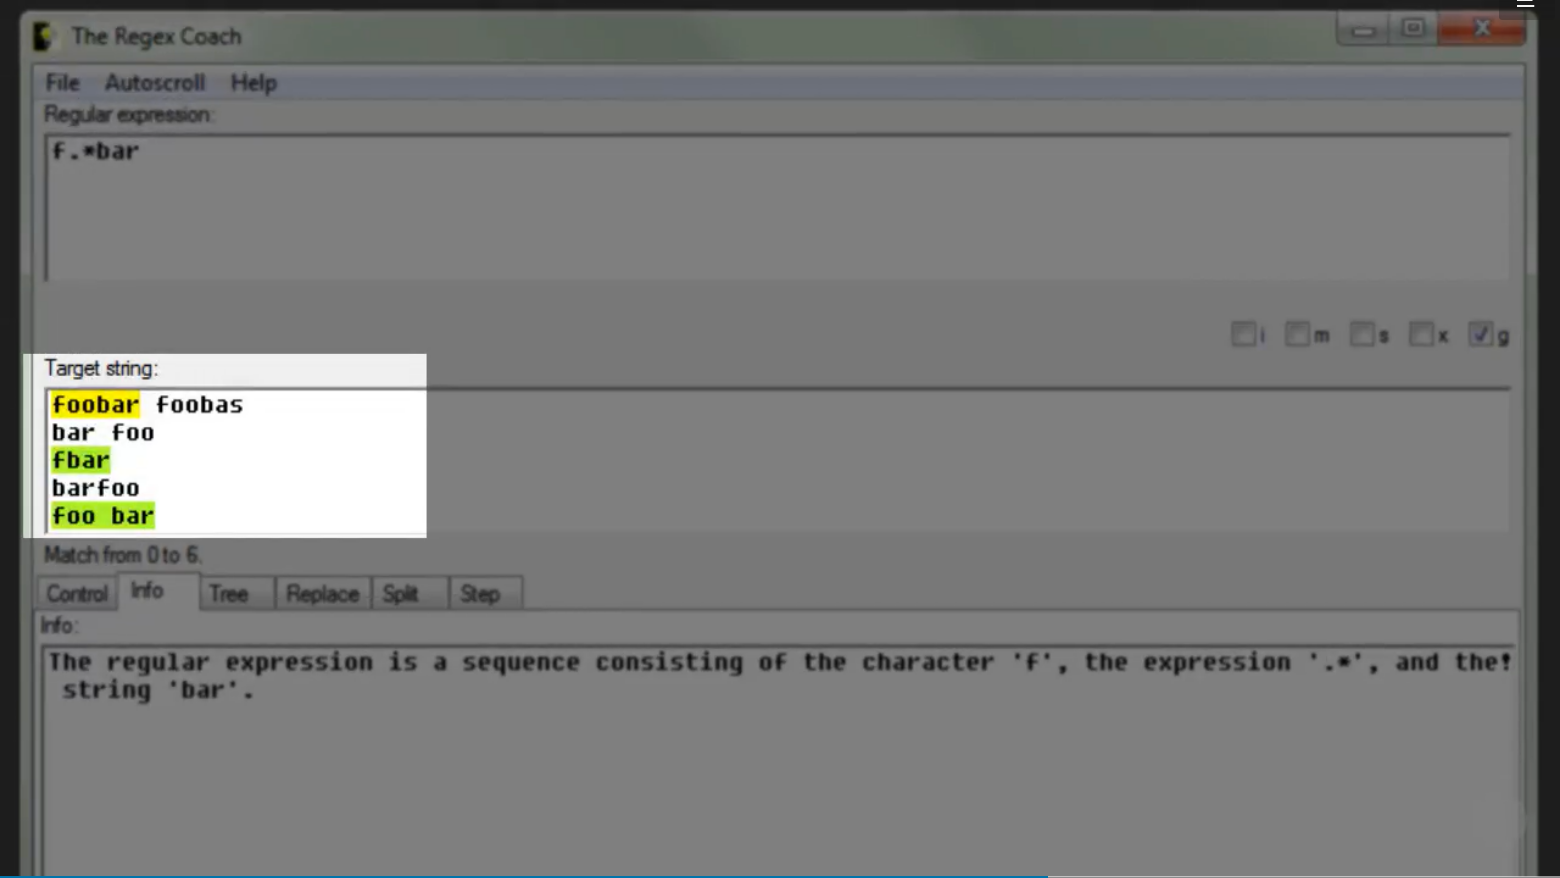 The Regex Coach
File Autoscroll Help
Regular expression:
f.*bar
i m s x g
Target string:
foobar foobas
bar foo
fbar
barfoo
foo bar
Match from 0 to 6.
Control Info Tree Replace Split Step
Info:
The regular expression is a sequence consisting of the character 'f', the expression '.*', and the!
string 'bar'.